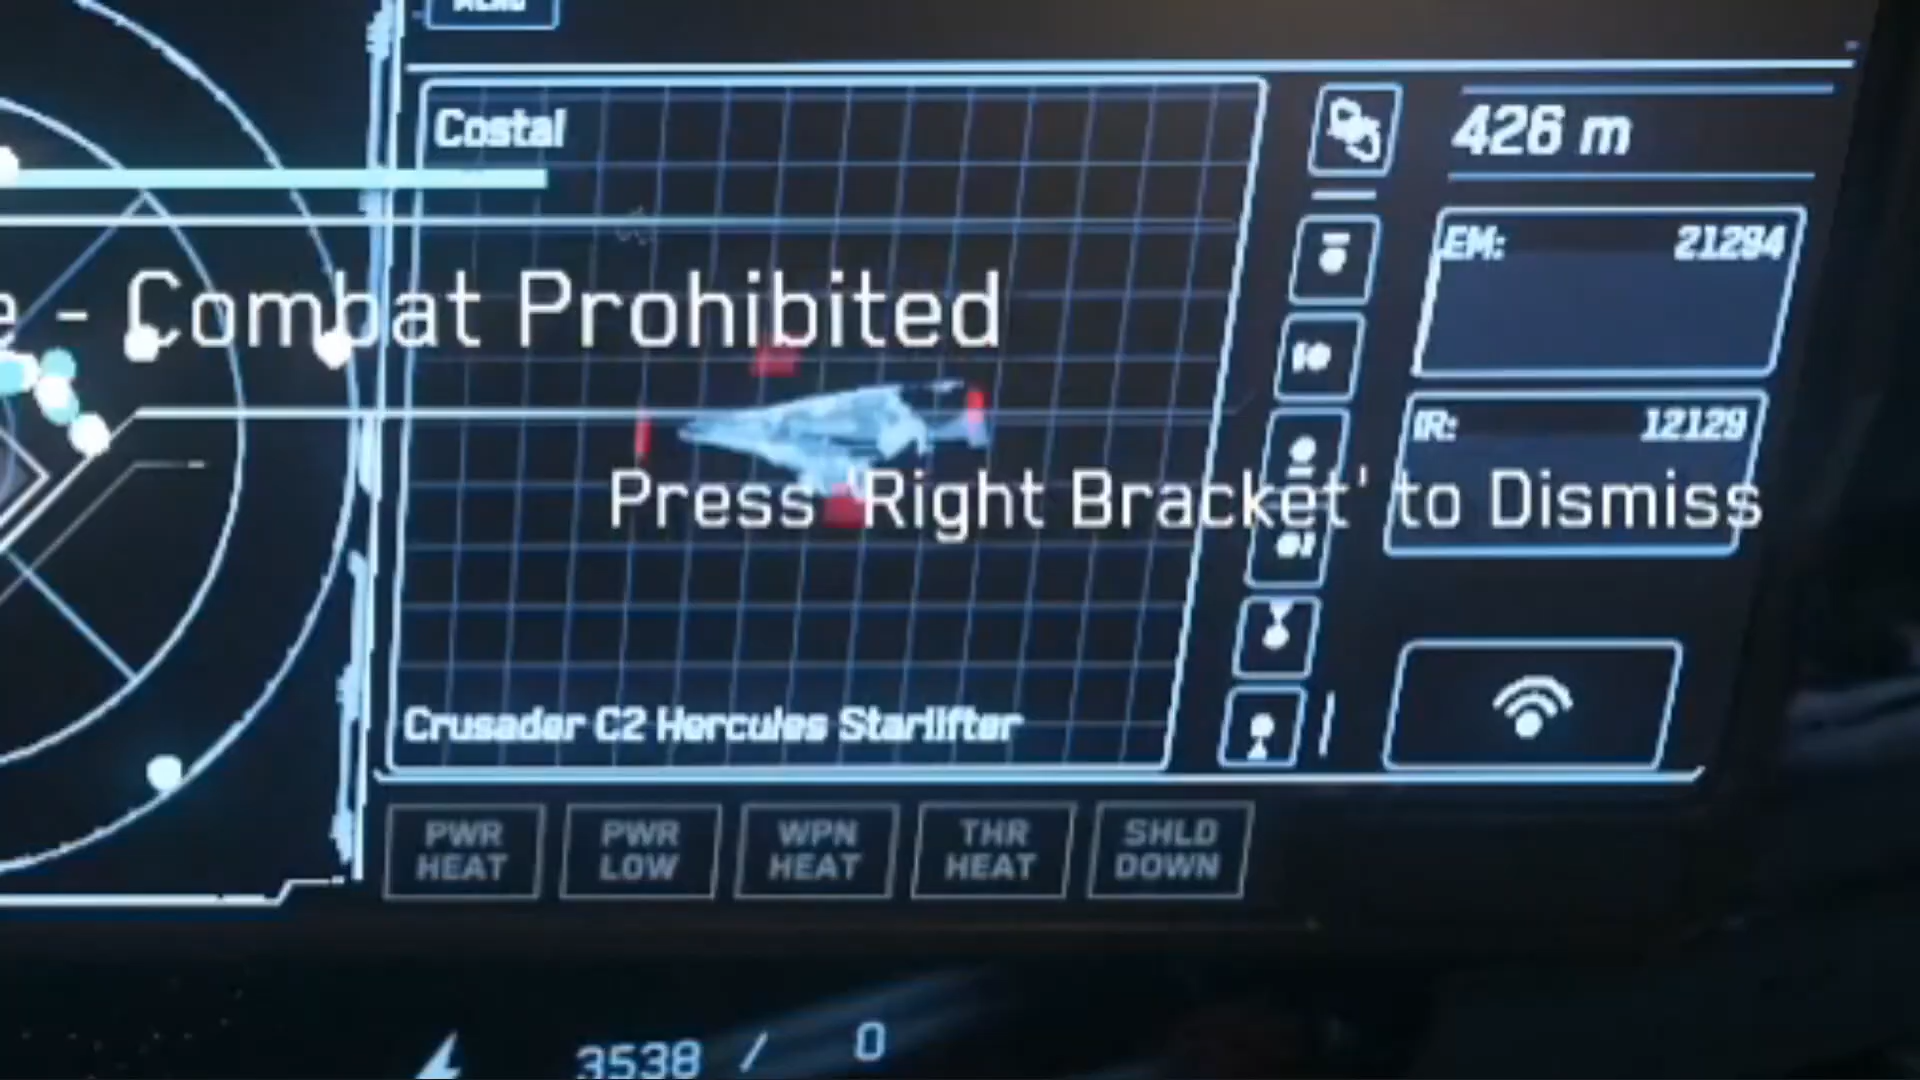 Costal
426 m
EM: 21294
e - Combat Prohibited
IR: 12129
Press 'Right Bracket' to Dismiss
Crusader C2 Hercules Starlifter
PWR HEAT
PWR LOW
WPN HEAT
THR HEAT
SHLD DOWN
3538 / 0